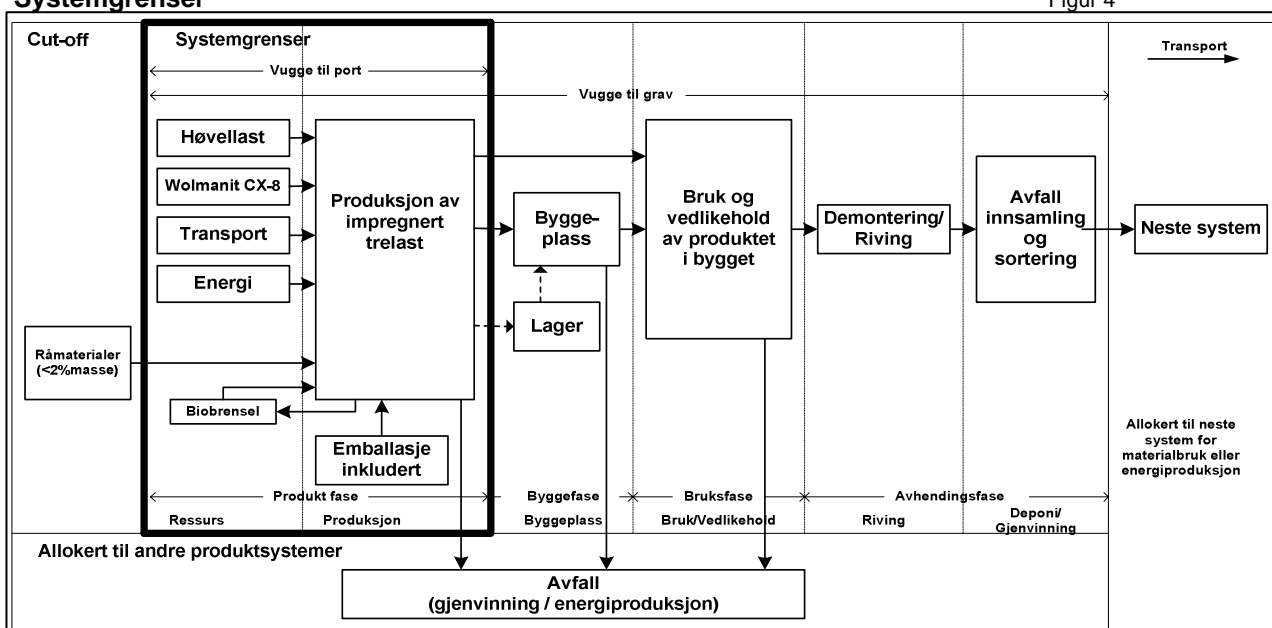 Systemgrenser
Figur 4
Cut-off
Systemgrenser
Transport
Vugge til port
Vugge til grav
Høvellast
Wolmanit CX-8
Transport
Energi
Produksjon av
impregnert
trelast
Bygge-
plass
Lager
Bruk og
vedlikehold
av produktet
i bygget
Demontering/
Riving
Avfall
innsamling
og
sortering
Neste system
Råmaterialer
(<2%masse)
Biobrensel
Emballasje
inkludert
Allokert til neste
system for
materialbruk eller
energiproduksjon
Produkt fase
Byggefase
Bruksfase
Avhendingsfase
Ressurs
Produksjon
Byggeplass
Bruk/Vedlikehold
Riving
Deponi/
Gjenvinning
Allokert til andre produktsystemer
Avfall
(gjenvinning / energiproduksjon)